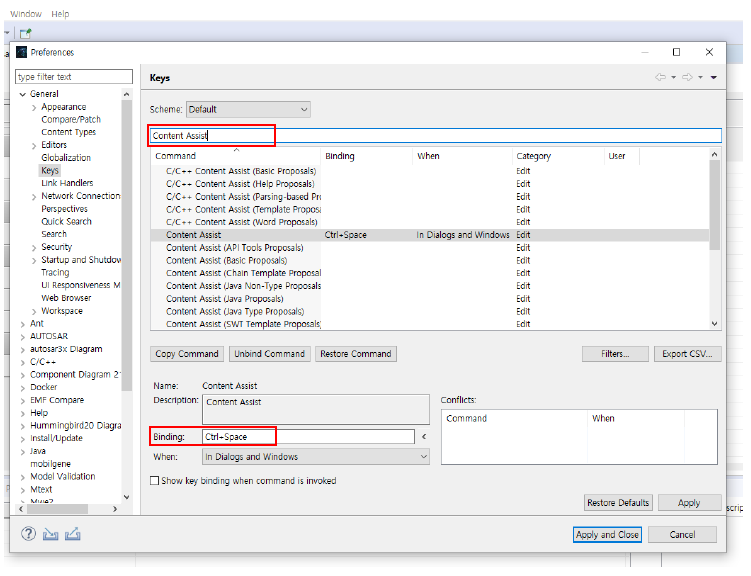 Window Help
Preferences
type filter text
Keys
General
Appearance
Compare/Patch
Content Types
Editors
Globalization
Keys
Link Handlers
Network Connection
Perspectives
Quick Search
Search
Security
Startup and Shutdow
Tracing
UI Responsiveness M
Web Browser
Workspace
Ant
AUTOSAR
autosar3x Diagram
C/C++
Component Diagram 2
Docker
EMF Compare
Help
Hummingbird20 Diagra
Install/Update
Java
mobilgene
Model Validation
Mtext
Mwe2
Scheme: Default
Content Assist
Command Binding When Category User
C/C++ Content Assist (Basic Proposals) Edit
C/C++ Content Assist (Help Proposals) Edit
C/C++ Content Assist (Parsing-based Pro Edit
C/C++ Content Assist (Template Proposa Edit
C/C++ Content Assist (Word Proposals) Edit
Content Assist Ctrl+Space In Dialogs and Windows Edit
Content Assist (API Tools Proposals) Edit
Content Assist (Basic Proposals) Edit
Content Assist (Chain Template Proposal Edit
Content Assist (Java Non-Type Proposals Edit
Content Assist (Java Proposals) Edit
Content Assist (Java Type Proposals) Edit
Content Assist (SWT Template Proposals) Edit
Copy Command Unbind Command Restore Command Filters... Export CSV...
Name: Content Assist
Description: Content Assist
Conflicts:
Command When
Binding: Ctrl+Space
When: In Dialogs and Windows
Show key binding when command is invoked
Restore Defaults Apply
Apply and Close Cancel
script